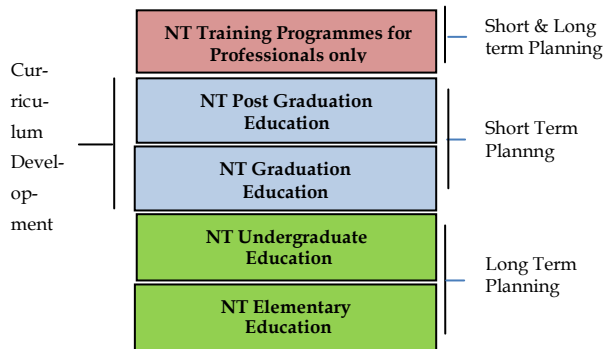 NT Training Programmes for
Professionals only
Short & Long
term Planning
Cur-
ricu-
lum
Devel-
op-
ment
NT Post Graduation
Education
NT Graduation
Education
Short Term
Plannng
NT Undergraduate
Education
NT Elementary
Education
Long Term
Planning